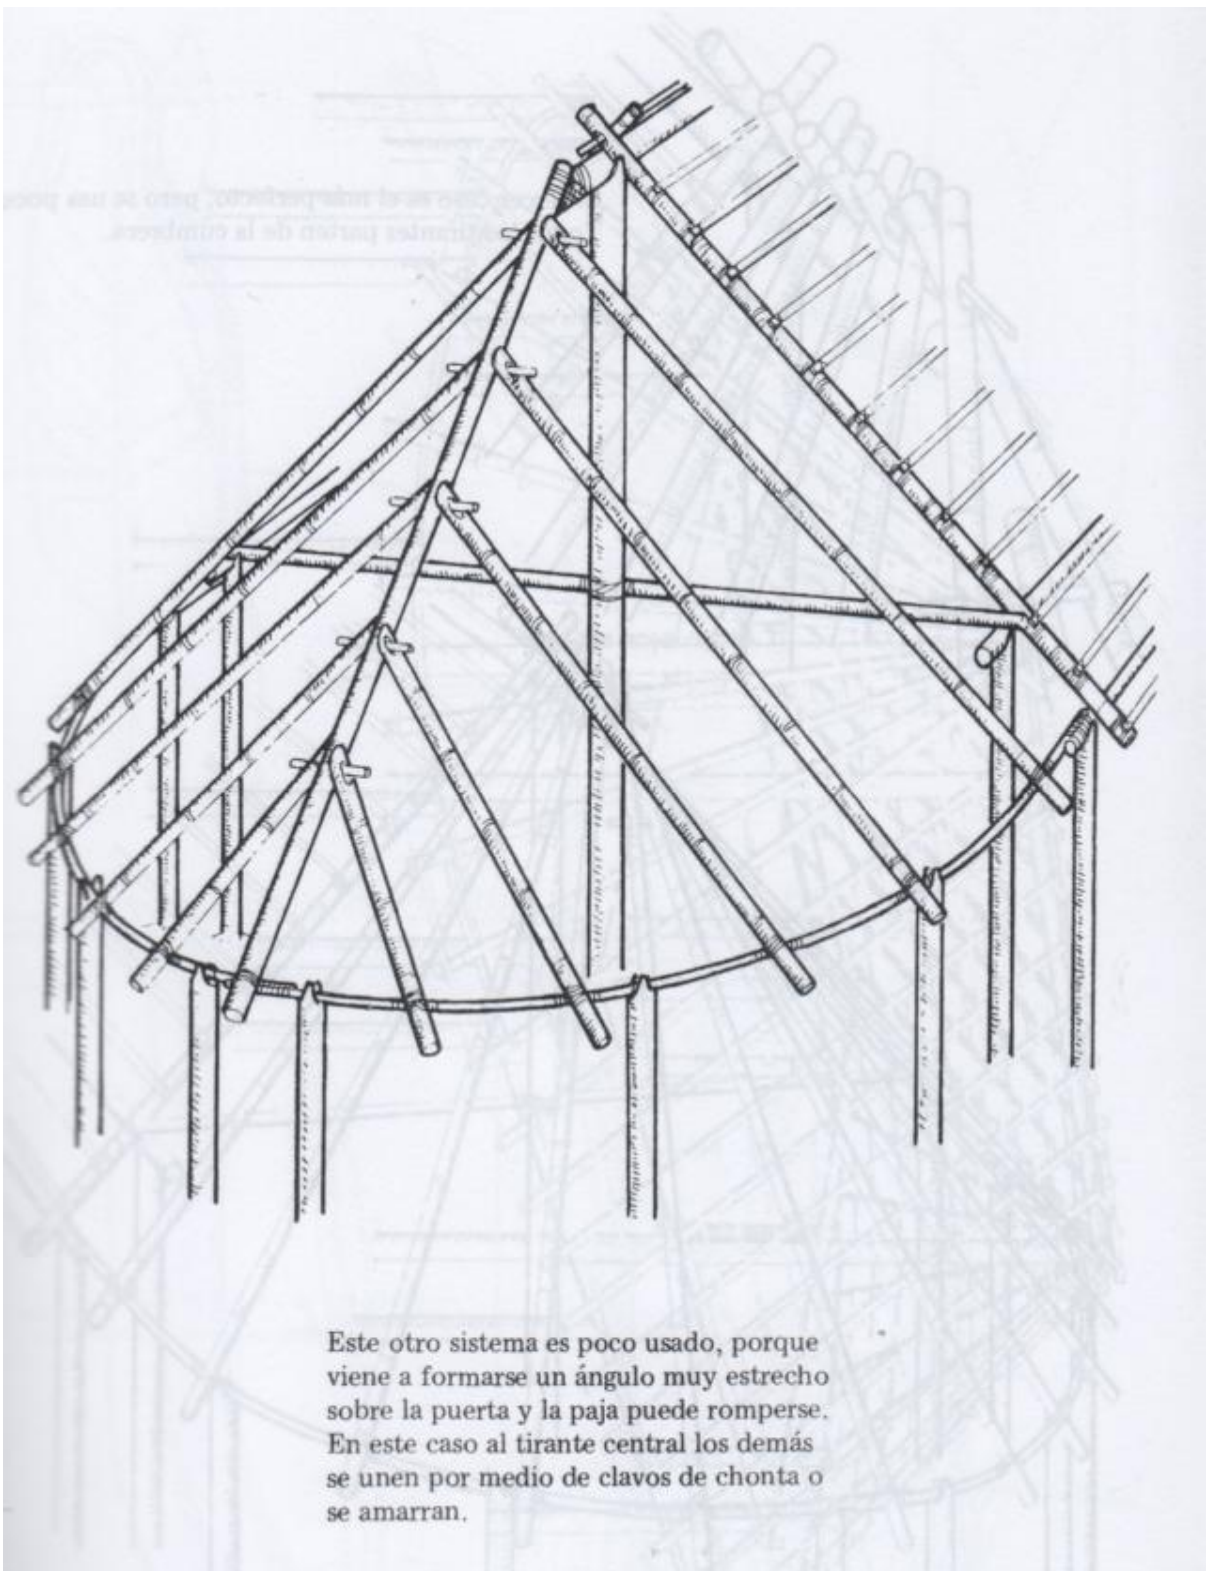 Este otro sistema es poco usado, porque
viene a formarse un ángulo muy estrecho
sobre la puerta y la paja puede romperse.
En este caso al tirante central los demás
se unen por medio de clavos de chonta o
se amarran.